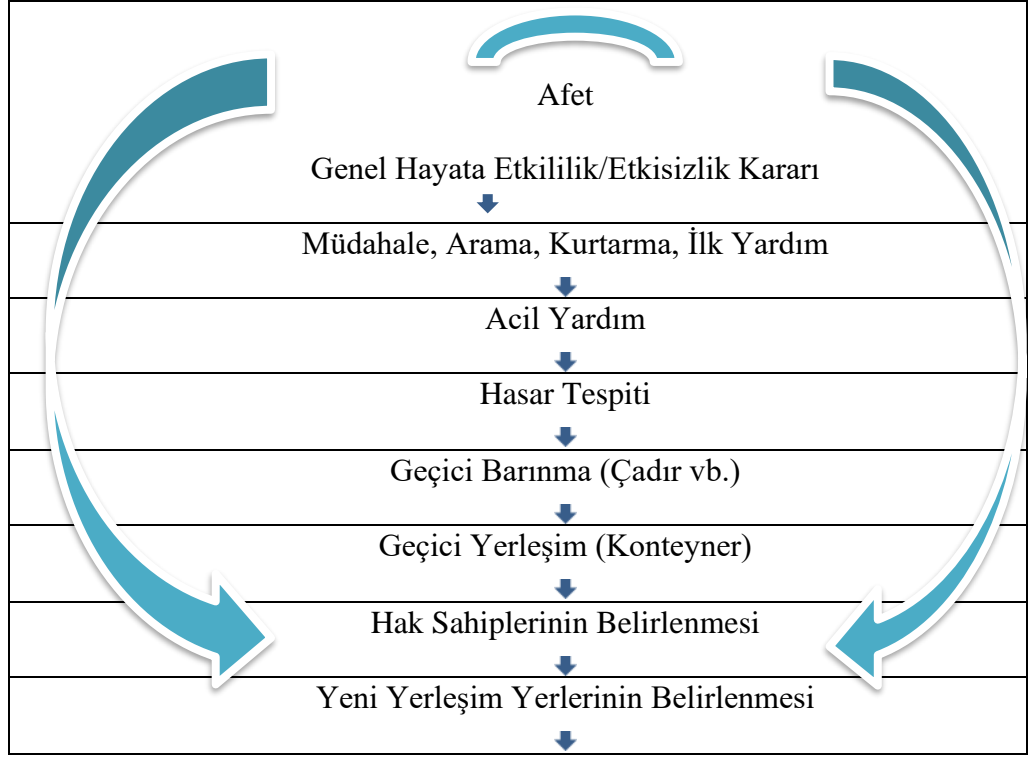 Afet
Genel Hayata Etkililik/Etkisizlik Kararı
Müdahale, Arama, Kurtarma, İlk Yardım
Acil Yardım
Hasar Tespiti
Geçici Barınma (Çadır vb.)
Geçici Yerleşim (Konteyner)
Hak Sahiplerinin Belirlenmesi
Yeni Yerleşim Yerlerinin Belirlenmesi